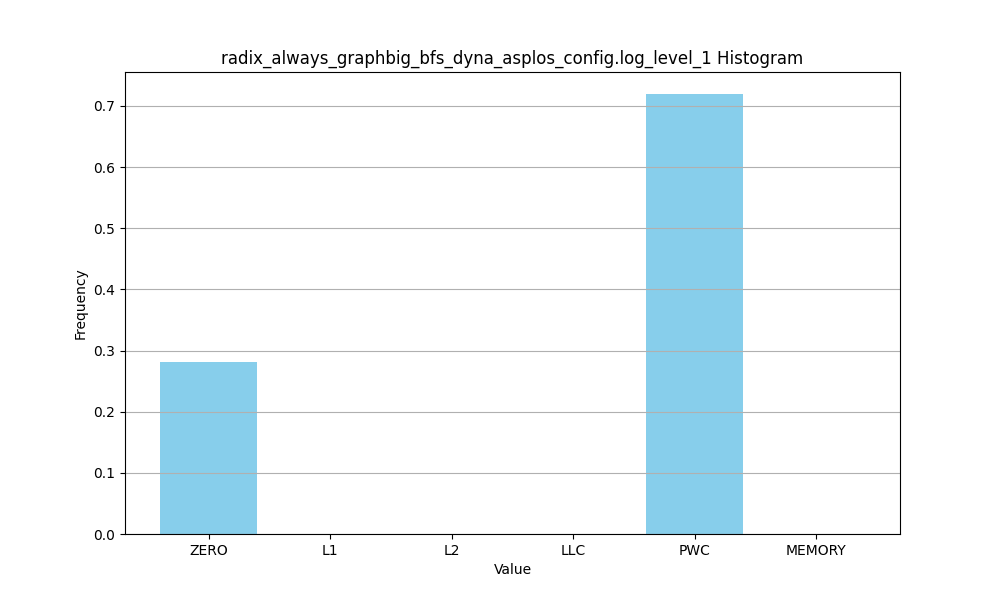 radix_always_graphbig_bfs_dyna_asplos_config.log_level_1 Histogram
Frequency
0.7
0.6
0.5
0.4
0.3
0.2
0.1
0.0
ZERO L1 L2 LLC PWC MEMORY
Value